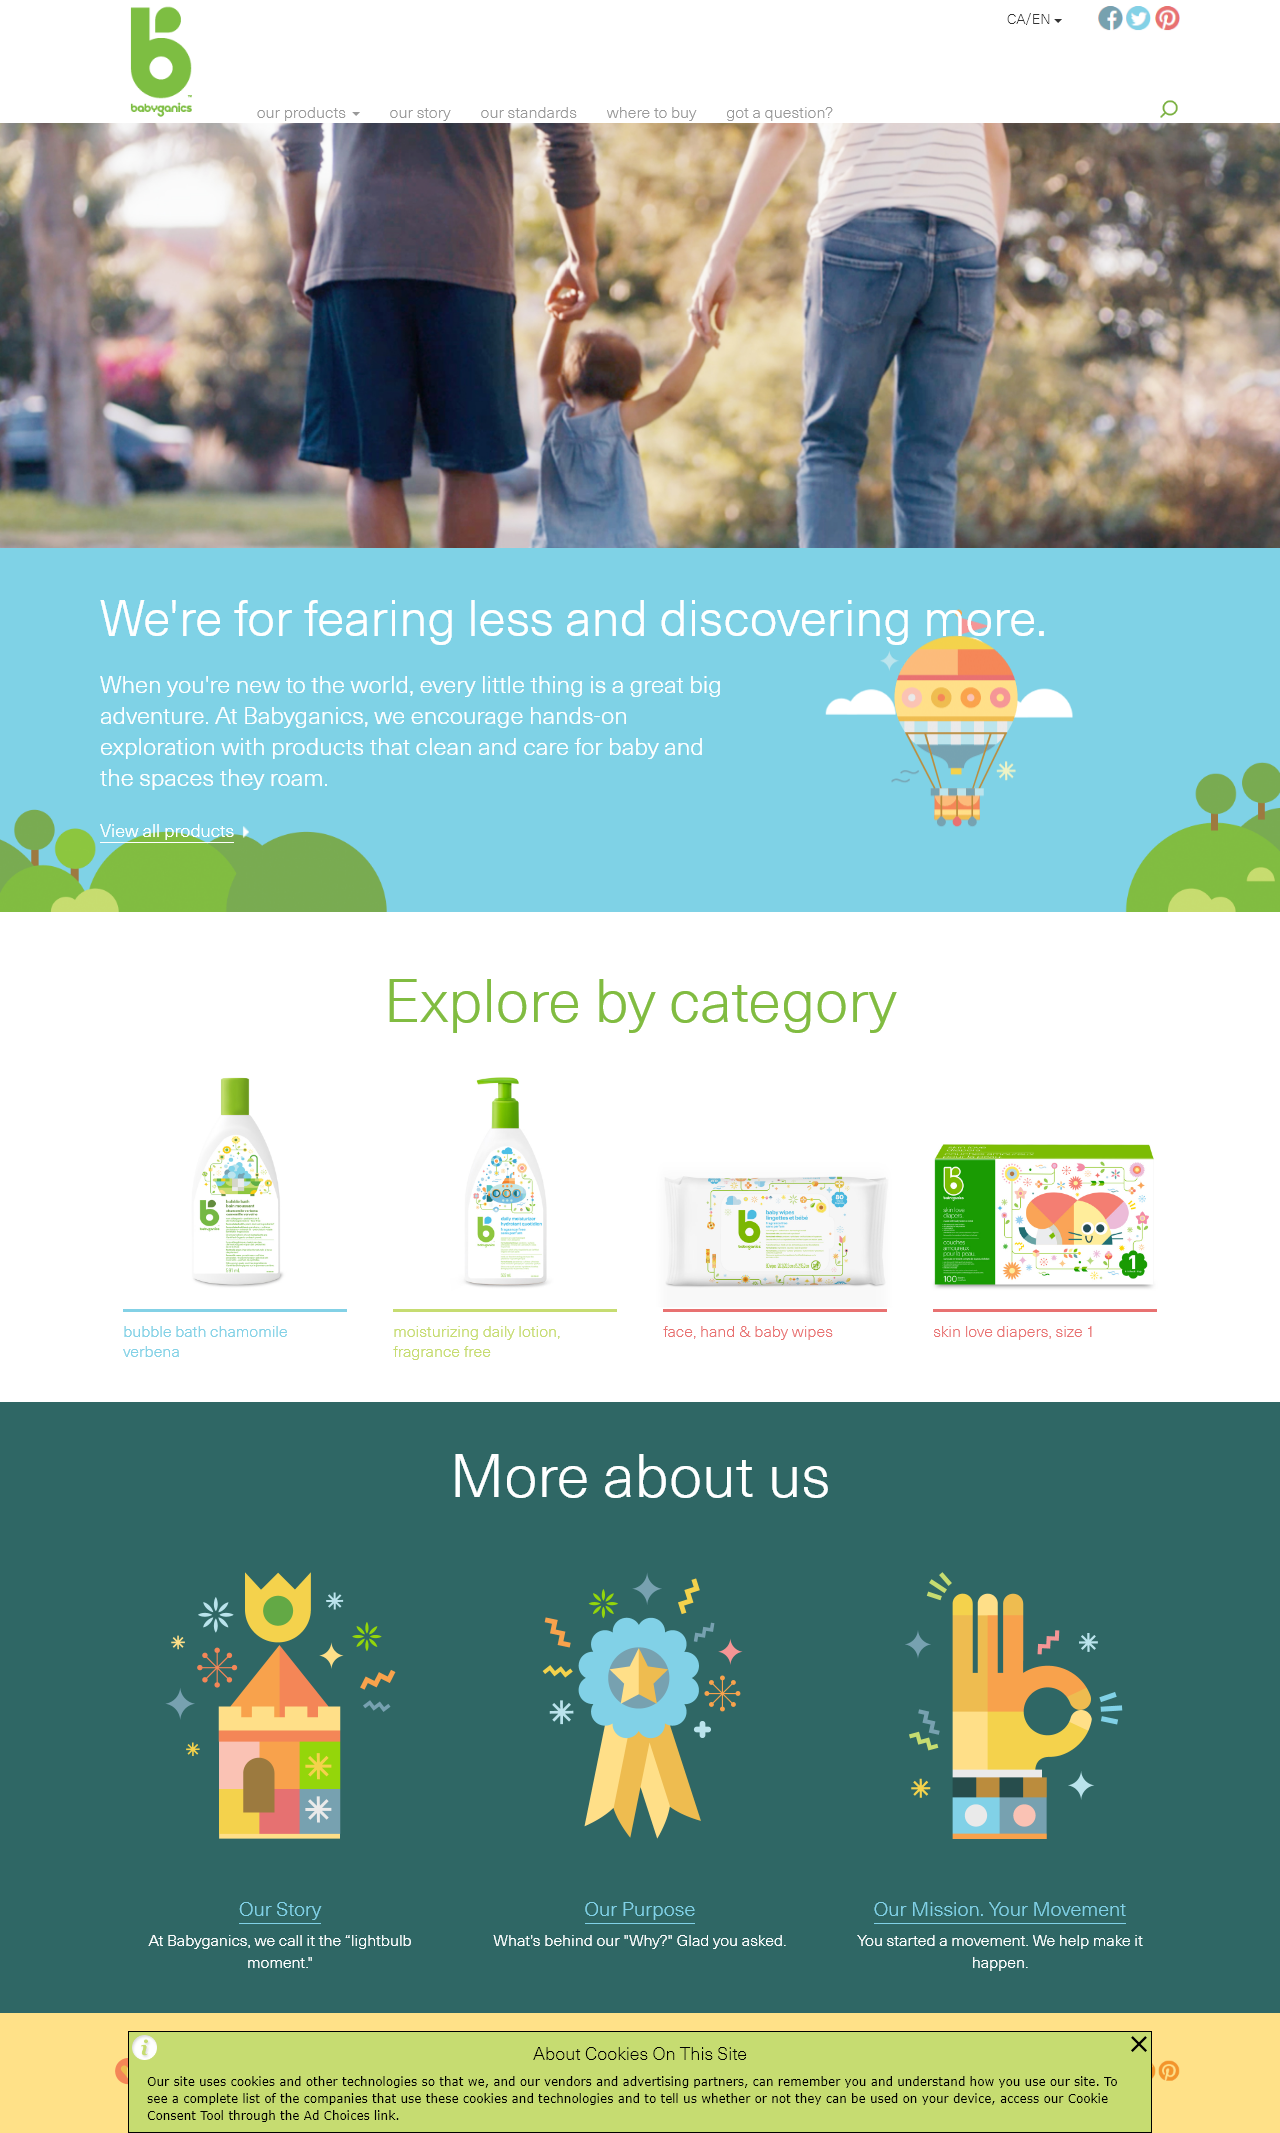 CA/EN
babyganics
our products
our story
our standards
where to buy
got a question?
We're for fearing less and discovering more.
When you're new to the world, every little thing is a great big
adventure. At Babyganics, we encourage hands-on
exploration with products that clean and care for baby and
the spaces they roam.
View all products
Explore by category
bubble bath chamomile
verbena
moisturizing daily lotion,
fragrance free
face, hand & baby wipes
skin love diapers, size 1
More about us
Our Story
At Babyganics, we call it the “lightbulb
moment."
Our Purpose
What's behind our "Why?" Glad you asked.
Our Mission. Your Movement
You started a movement. We help make it
happen.
About Cookies On This Site
Our site uses cookies and other technologies so that we, and our vendors and advertising partners, can remember you and understand how you use our site. To
see a complete list of the companies that use these cookies and technologies and to tell us whether or not they can be used on your device, access our Cookie
Consent Tool through the Ad Choices link.